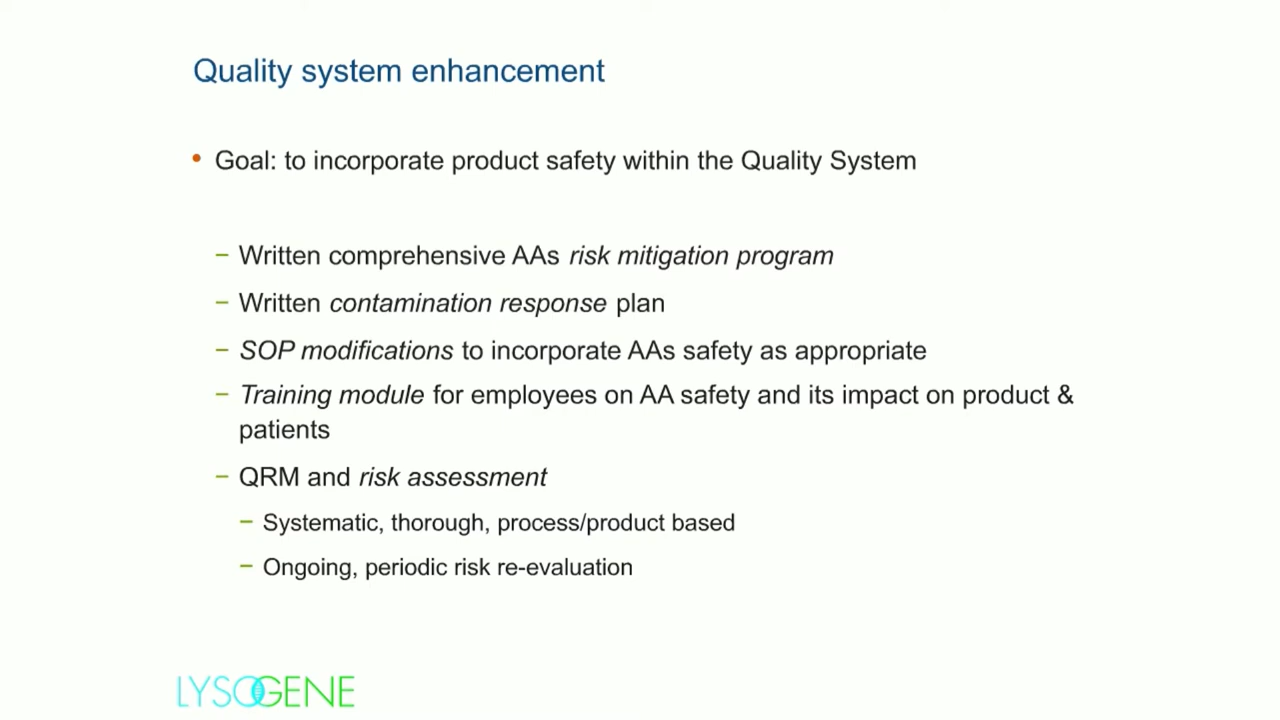 Quality system enhancement
• Goal: to incorporate product safety within the Quality System
– Written comprehensive AAs risk mitigation program
– Written contamination response plan
– SOP modifications to incorporate AAs safety as appropriate
– Training module for employees on AA safety and its impact on product &
patients
– QRM and risk assessment
– Systematic, thorough, process/product based
– Ongoing, periodic risk re-evaluation
LYSOGENE